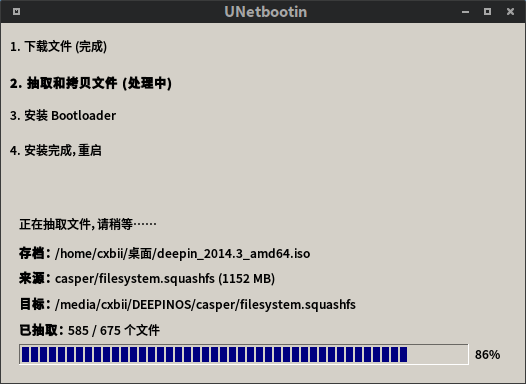 UNetbootin
1. 下载文件 (完成)
2. 抽取和拷贝文件 (处理中)
3. 安装 Bootloader
4. 安装完成, 重启
正在抽取文件, 请稍等……
存档： /home/cxbii/桌面/deepin_2014.3_amd64.iso
来源： casper/filesystem.squashfs (1152 MB)
目标： /media/cxbii/DEEPINOS/casper/filesystem.squashfs
已抽取： 585 / 675 个文件
86%